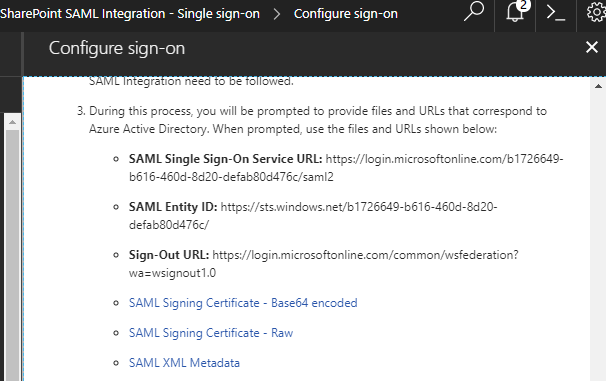 SharePoint SAML Integration - Single sign-on > Configure sign-on
2
Configure sign-on
SAML Integration need to be followed.
3. During this process, you will be prompted to provide files and URLs that correspond to
Azure Active Directory. When prompted, use the files and URLs shown below:
SAML Single Sign-On Service URL: https://login.microsoftonline.com/b1726649-
b616-460d-8d20-defab80d476c/saml2
SAML Entity ID: https://sts.windows.net/b1726649-b616-460d-8d20-
defab80d476c/
Sign-Out URL: https://login.microsoftonline.com/common/wsfederation?
wa=wsignout1.0
SAML Signing Certificate - Base64 encoded
SAML Signing Certificate - Raw
SAML XML Metadata